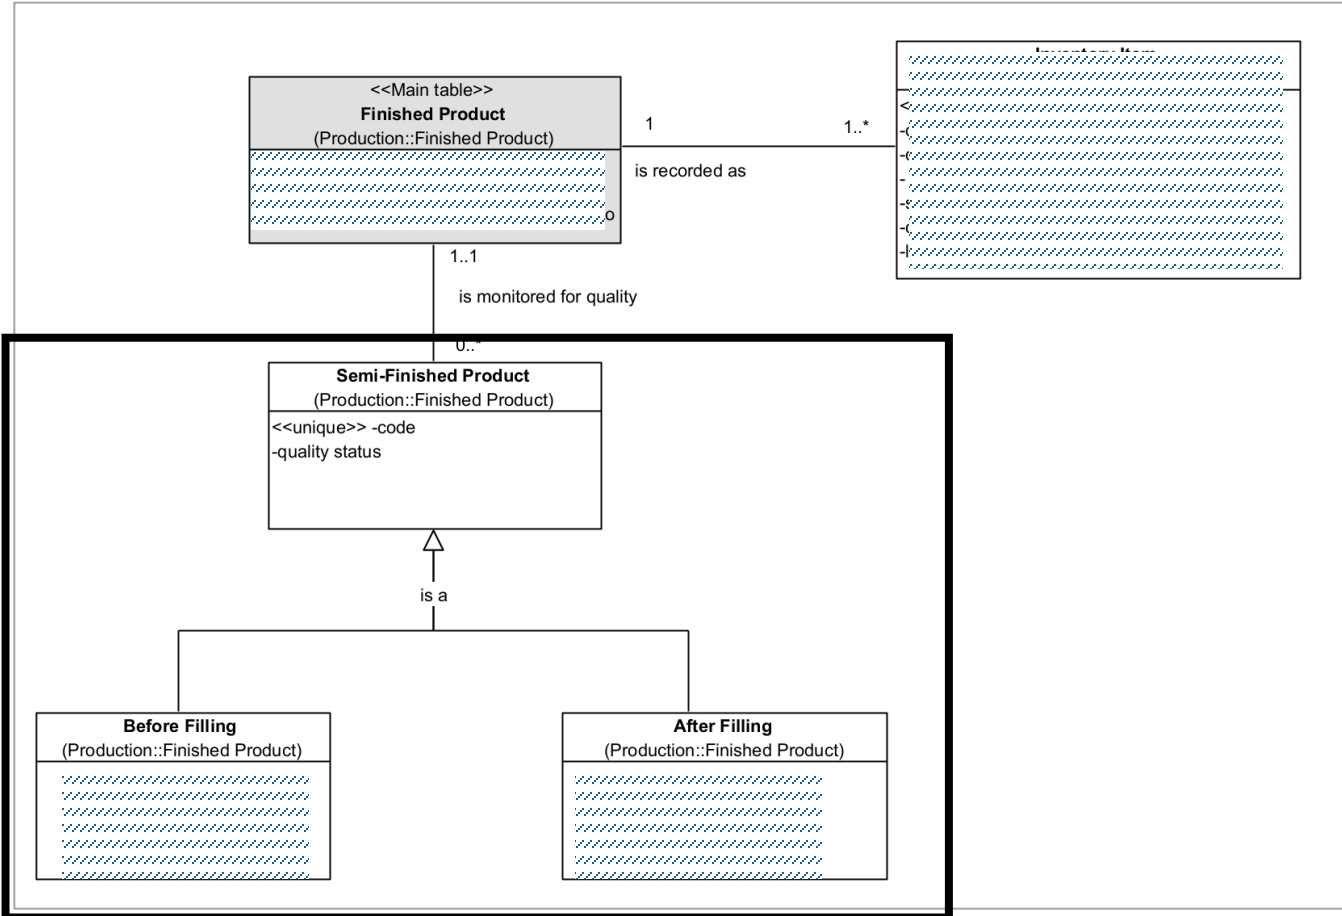 <<Main table>>
Finished Product
(Production::Finished Product)
o
1
1..*
is recorded as
Inventory Item
<
-
-
-
-
-
-
1..1
is monitored for quality
0..*
Semi-Finished Product
(Production::Finished Product)
<<unique>> -code
-quality status
is a
Before Filling
(Production::Finished Product)
After Filling
(Production::Finished Product)